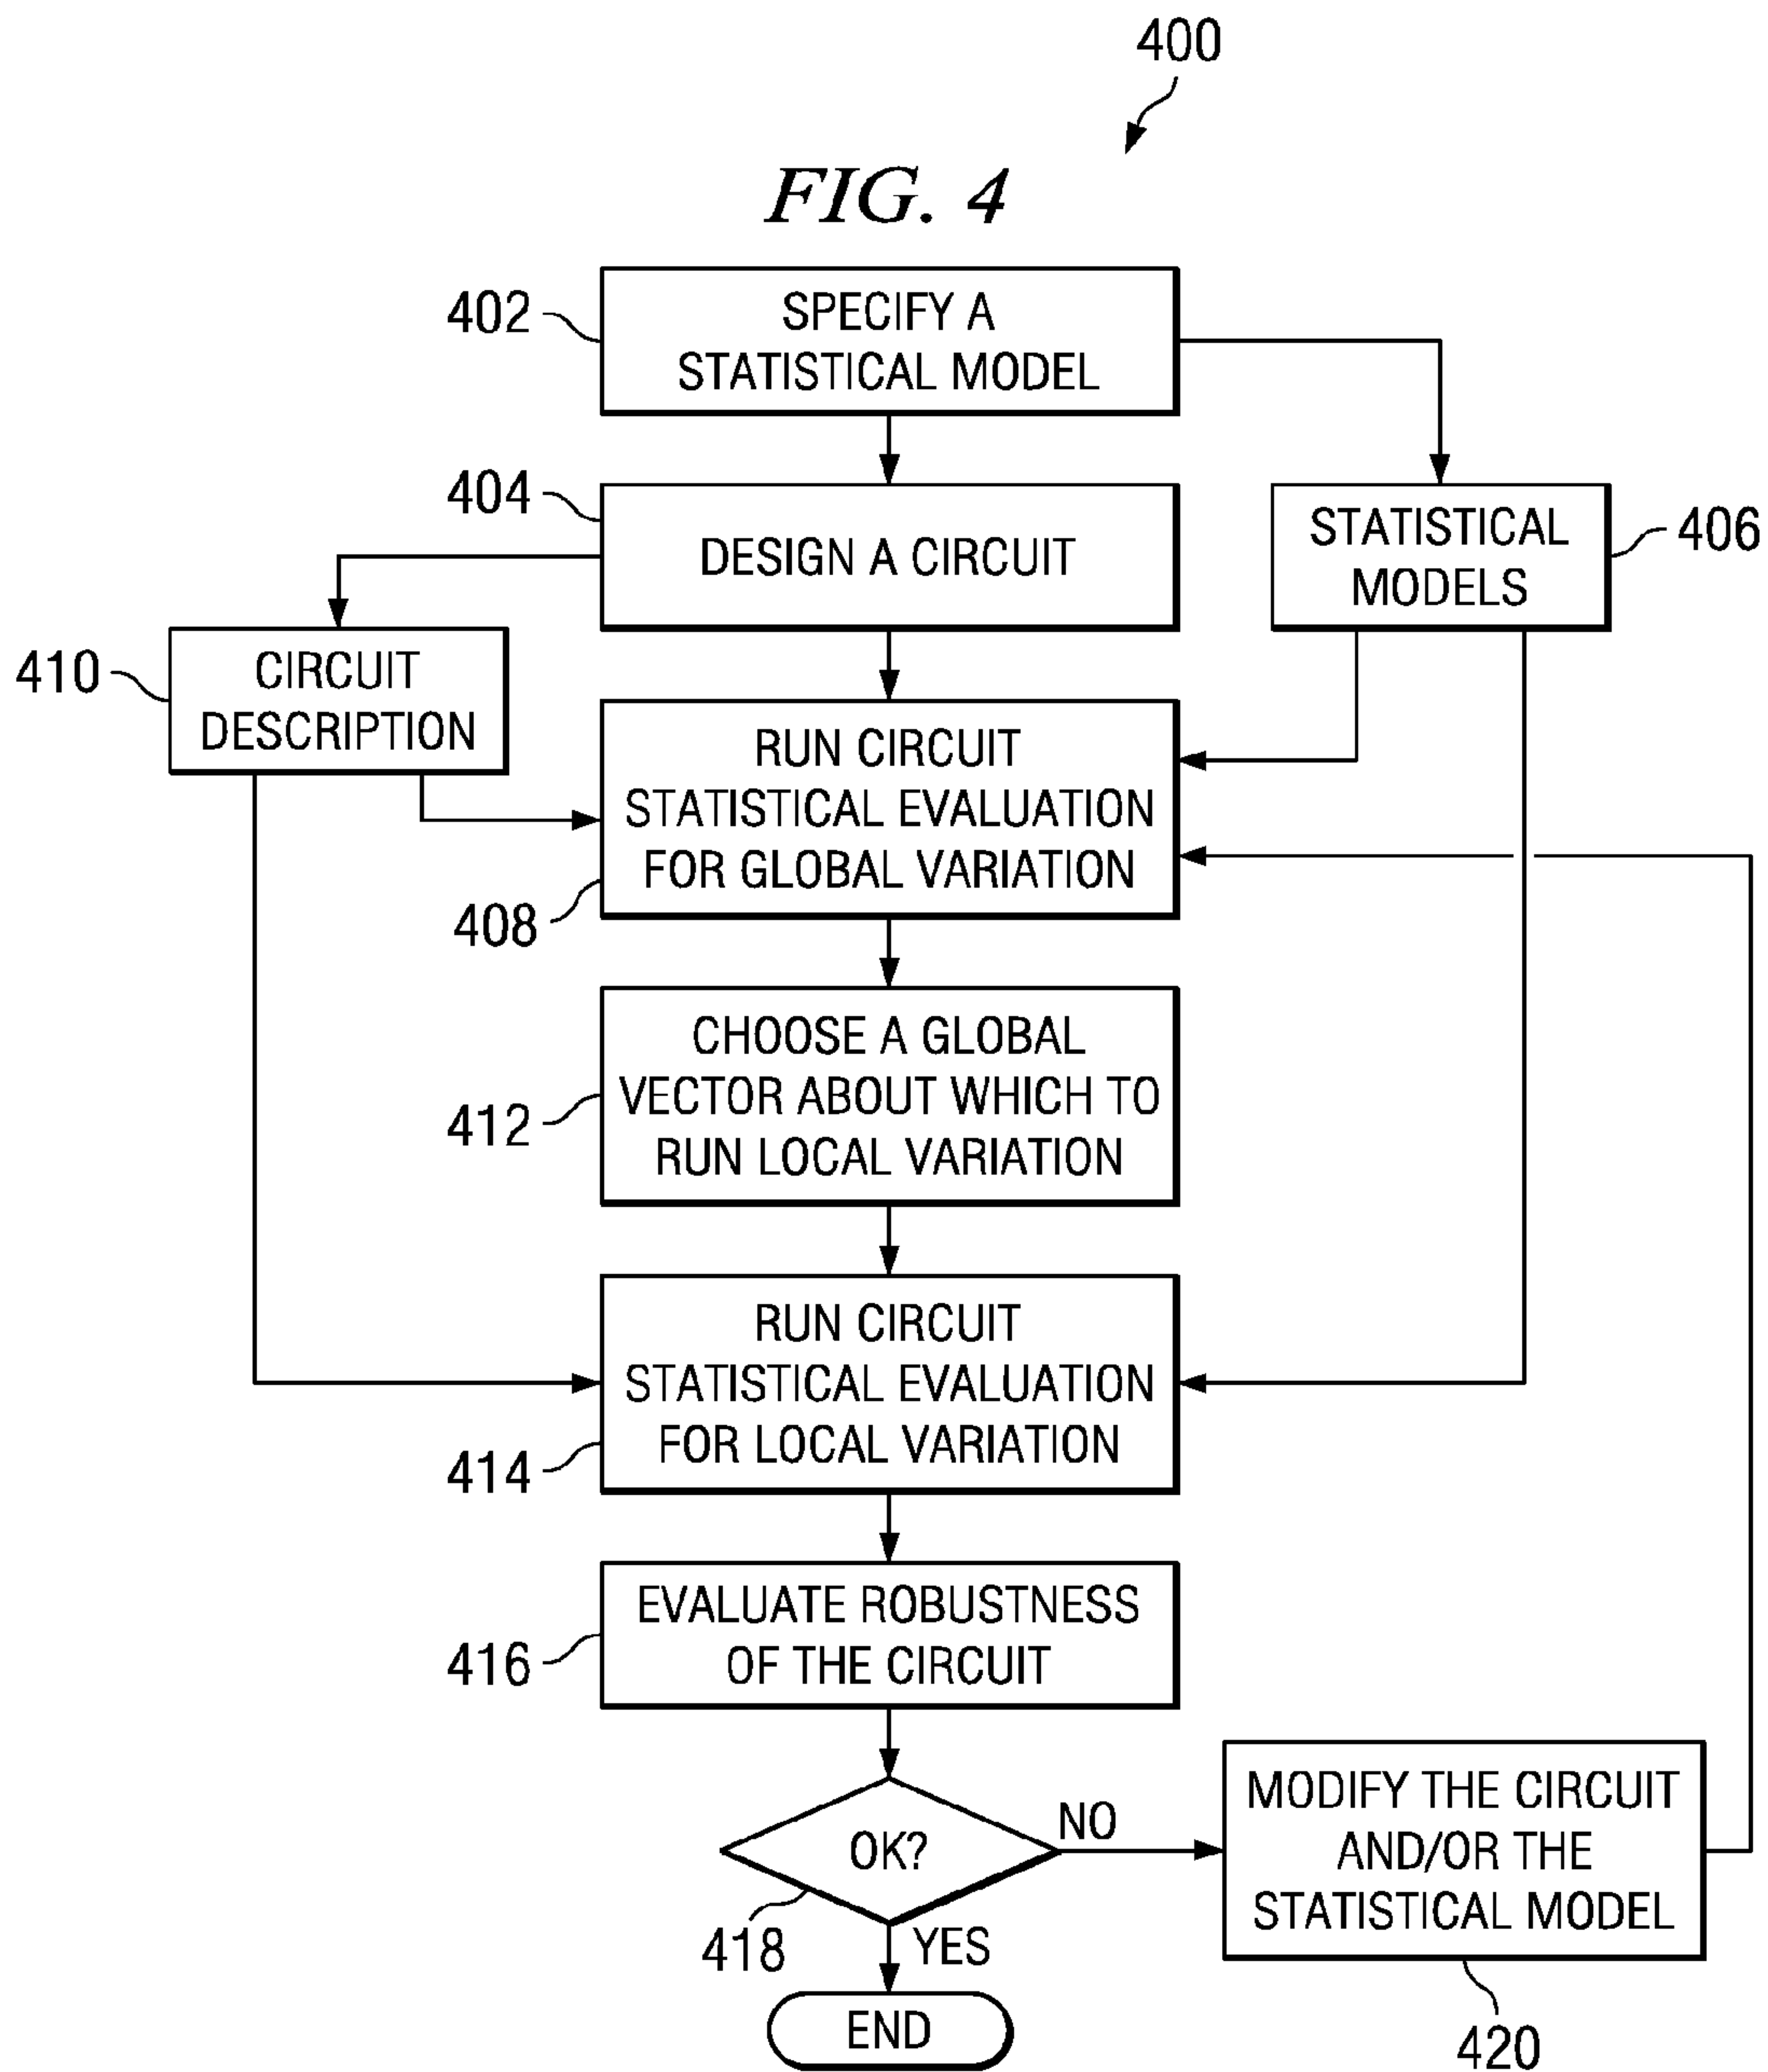 400
FIG. 4
402
SPECIFY A
STATISTICAL MODEL
404
DESIGN A CIRCUIT
STATISTICAL
MODELS
406
410
CIRCUIT
DESCRIPTION
RUN CIRCUIT
STATISTICAL EVALUATION
FOR GLOBAL VARIATION
408
CHOOSE A GLOBAL
VECTOR ABOUT WHICH TO
RUN LOCAL VARIATION
412
RUN CIRCUIT
STATISTICAL EVALUATION
FOR LOCAL VARIATION
414
EVALUATE ROBUSTNESS
OF THE CIRCUIT
416
OK?
NO
418
YES
MODIFY THE CIRCUIT
AND/OR THE
STATISTICAL MODEL
420
END